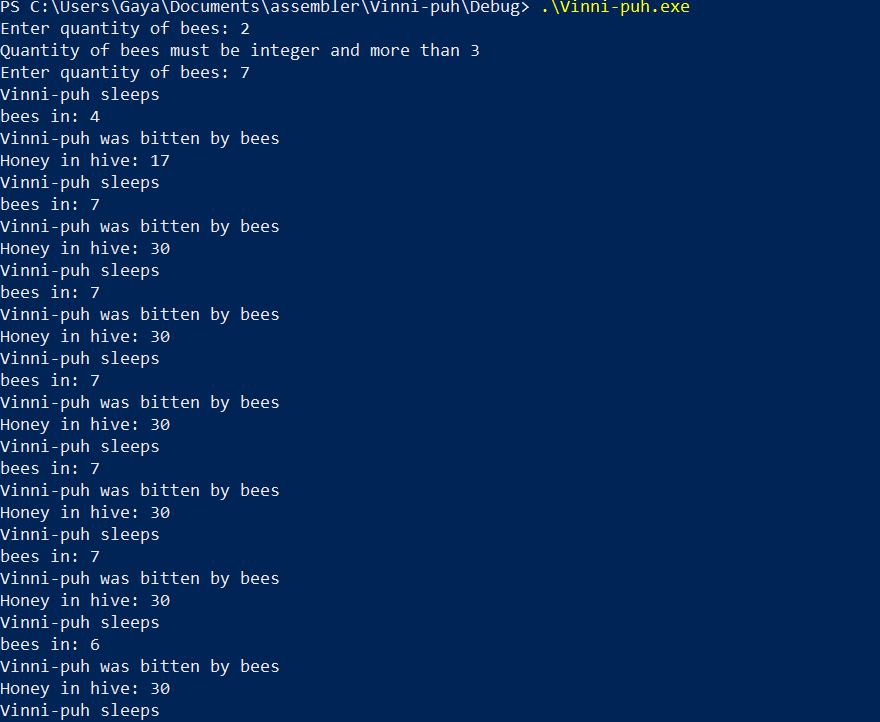 PS C:\Users\Gaya\Documents\assembler\Vinni-puh\Debug> .\Vinni-puh.exe
Enter quantity of bees: 2
Quantity of bees must be integer and more than 3
Enter quantity of bees: 7
Vinni-puh sleeps
bees in: 4
Vinni-puh was bitten by bees
Honey in hive: 17
Vinni-puh sleeps
bees in: 7
Vinni-puh was bitten by bees
Honey in hive: 30
Vinni-puh sleeps
bees in: 7
Vinni-puh was bitten by bees
Honey in hive: 30
Vinni-puh sleeps
bees in: 7
Vinni-puh was bitten by bees
Honey in hive: 30
Vinni-puh sleeps
bees in: 7
Vinni-puh was bitten by bees
Honey in hive: 30
Vinni-puh sleeps
bees in: 7
Vinni-puh was bitten by bees
Honey in hive: 30
Vinni-puh sleeps
bees in: 6
Vinni-puh was bitten by bees
Honey in hive: 30
Vinni-puh sleeps